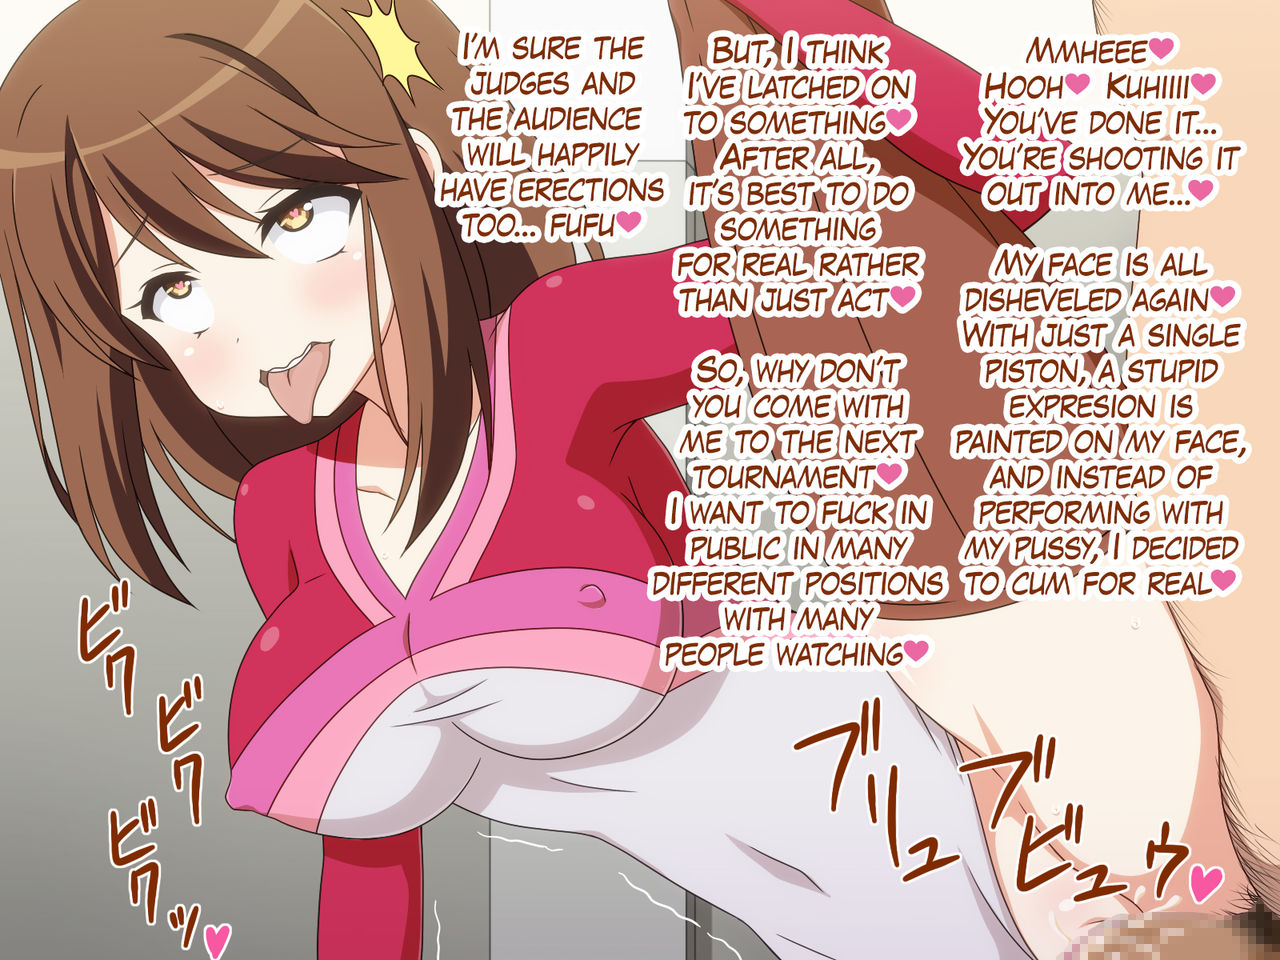 MMHEEE♥
HOOH♥ KUHIIII♥
YOU'VE DONE IT...
YOU'RE SHOOTING IT
OUT INTO ME...♥
MY FACE IS ALL
DISHEVELED AGAIN♥
WITH JUST A SINGLE
PISTON, A STUPID
EXPRESION IS
PAINTED ON MY FACE,
AND INSTEAD OF
PERFORMING WITH
MY PUSSY, I DECIDED
TO CUM FOR REAL♥
BUT, I THINK
I'VE LATCHED ON
TO SOMETHING♥
AFTER ALL,
IT'S BEST TO DO
SOMETHING
FOR REAL RATHER
THAN JUST ACT♥
SO, WHY DON'T
YOU COME WITH
ME TO THE NEXT
TOURNAMENT♥
I WANT TO FUCK IN
PUBLIC IN MANY
DIFFERENT POSITIONS
WITH MANY
PEOPLE WATCHING♥
I'M SURE THE
JUDGES AND
THE AUDIENCE
WILL HAPPILY
HAVE ERECTIONS
TOO... FUFU♥
ブリュ
ブビュゥ♥
ビク
ビク
ビクッ♥